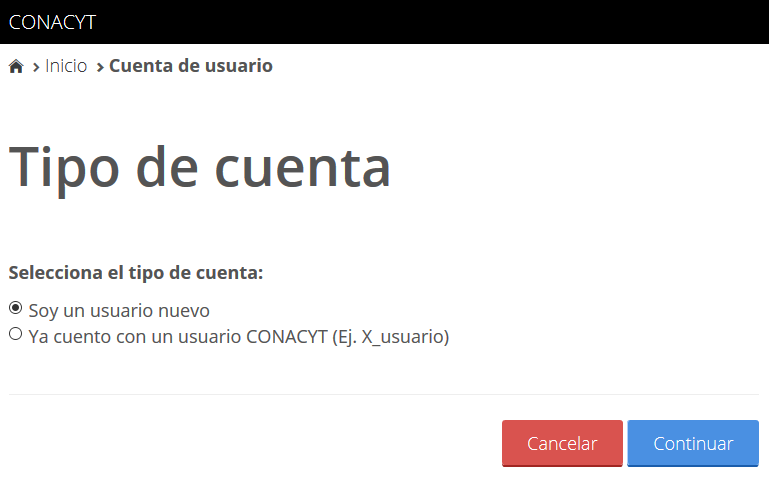 CONACYT
Inicio Cuenta de usuario
Tipo de cuenta
Selecciona el tipo de cuenta:
Soy un usuario nuevo
Ya cuento con un usuario CONACYT (Ej. X_usuario)
Cancelar Continuar